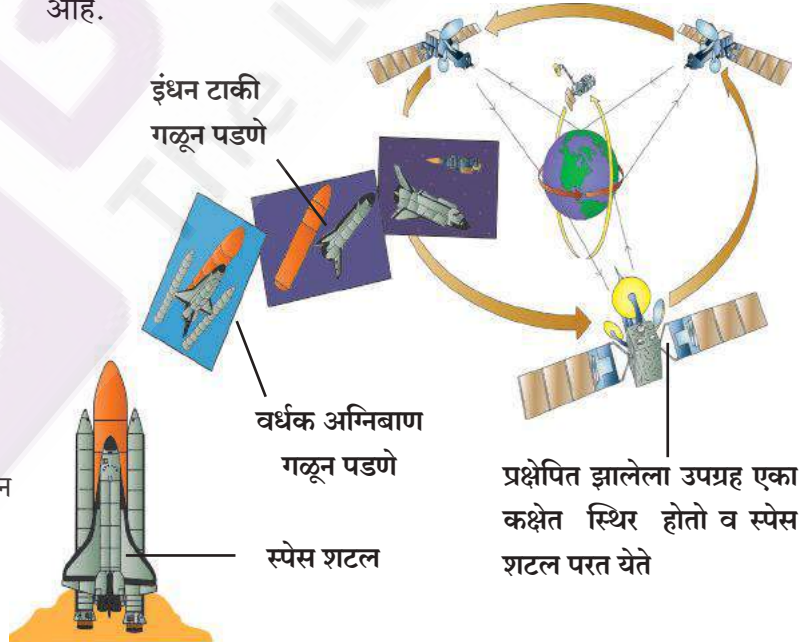 आहे.
इंधन टाकी
गळून पडणे
वर्धक अग्निबाण
गळून पडणे
न
स्पेस शटल
प्रक्षेपित झालेला उपग्रह एका
कक्षेत स्थिर होतो व स्पेस
शटल परत येते